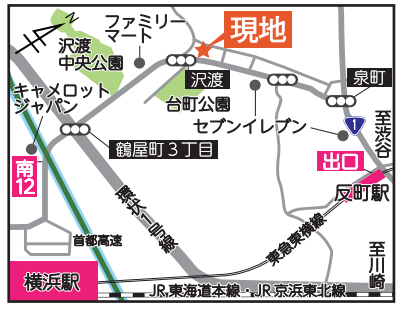 N
ファミリー
マート
現地
沢渡
中央公園
沢渡
泉町
キャメロット
ジャパン
台町公園
セブンイレブン
1
至渋谷
鶴屋町3丁目
南
12
出口
反町駅
環状1号線
首都高速
東急東横線
至川崎
横浜駅
JR東海道本線・JR京浜東北線